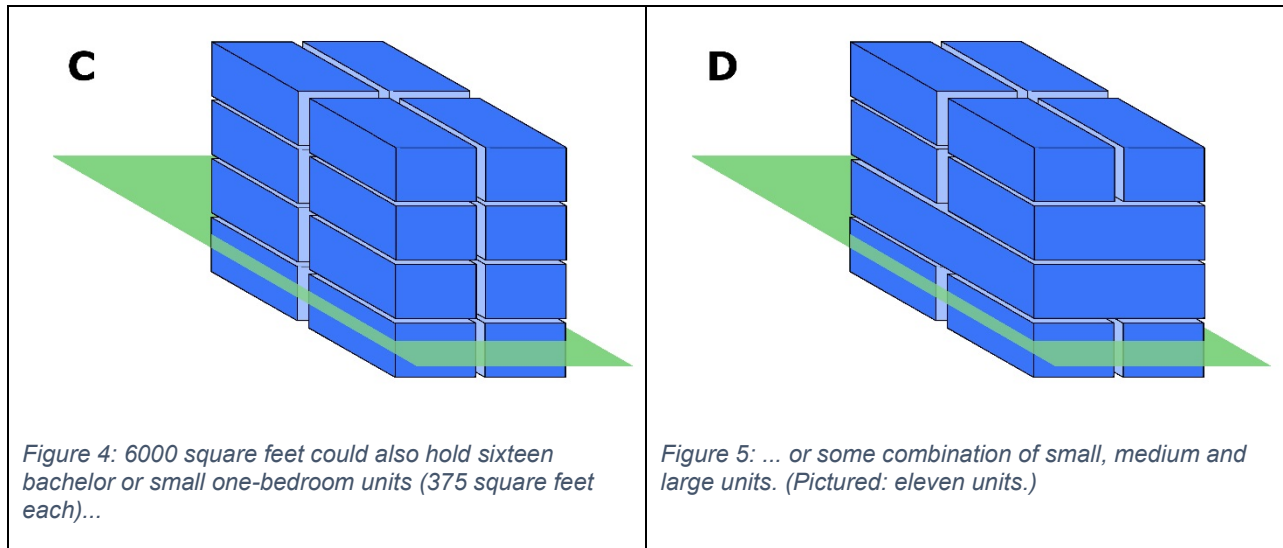 C
Figure 4: 6000 square feet could also hold sixteen
bachelor or small one-bedroom units (375 square feet
each)...
D
Figure 5: ... or some combination of small, medium and
large units. (Pictured: eleven units.)